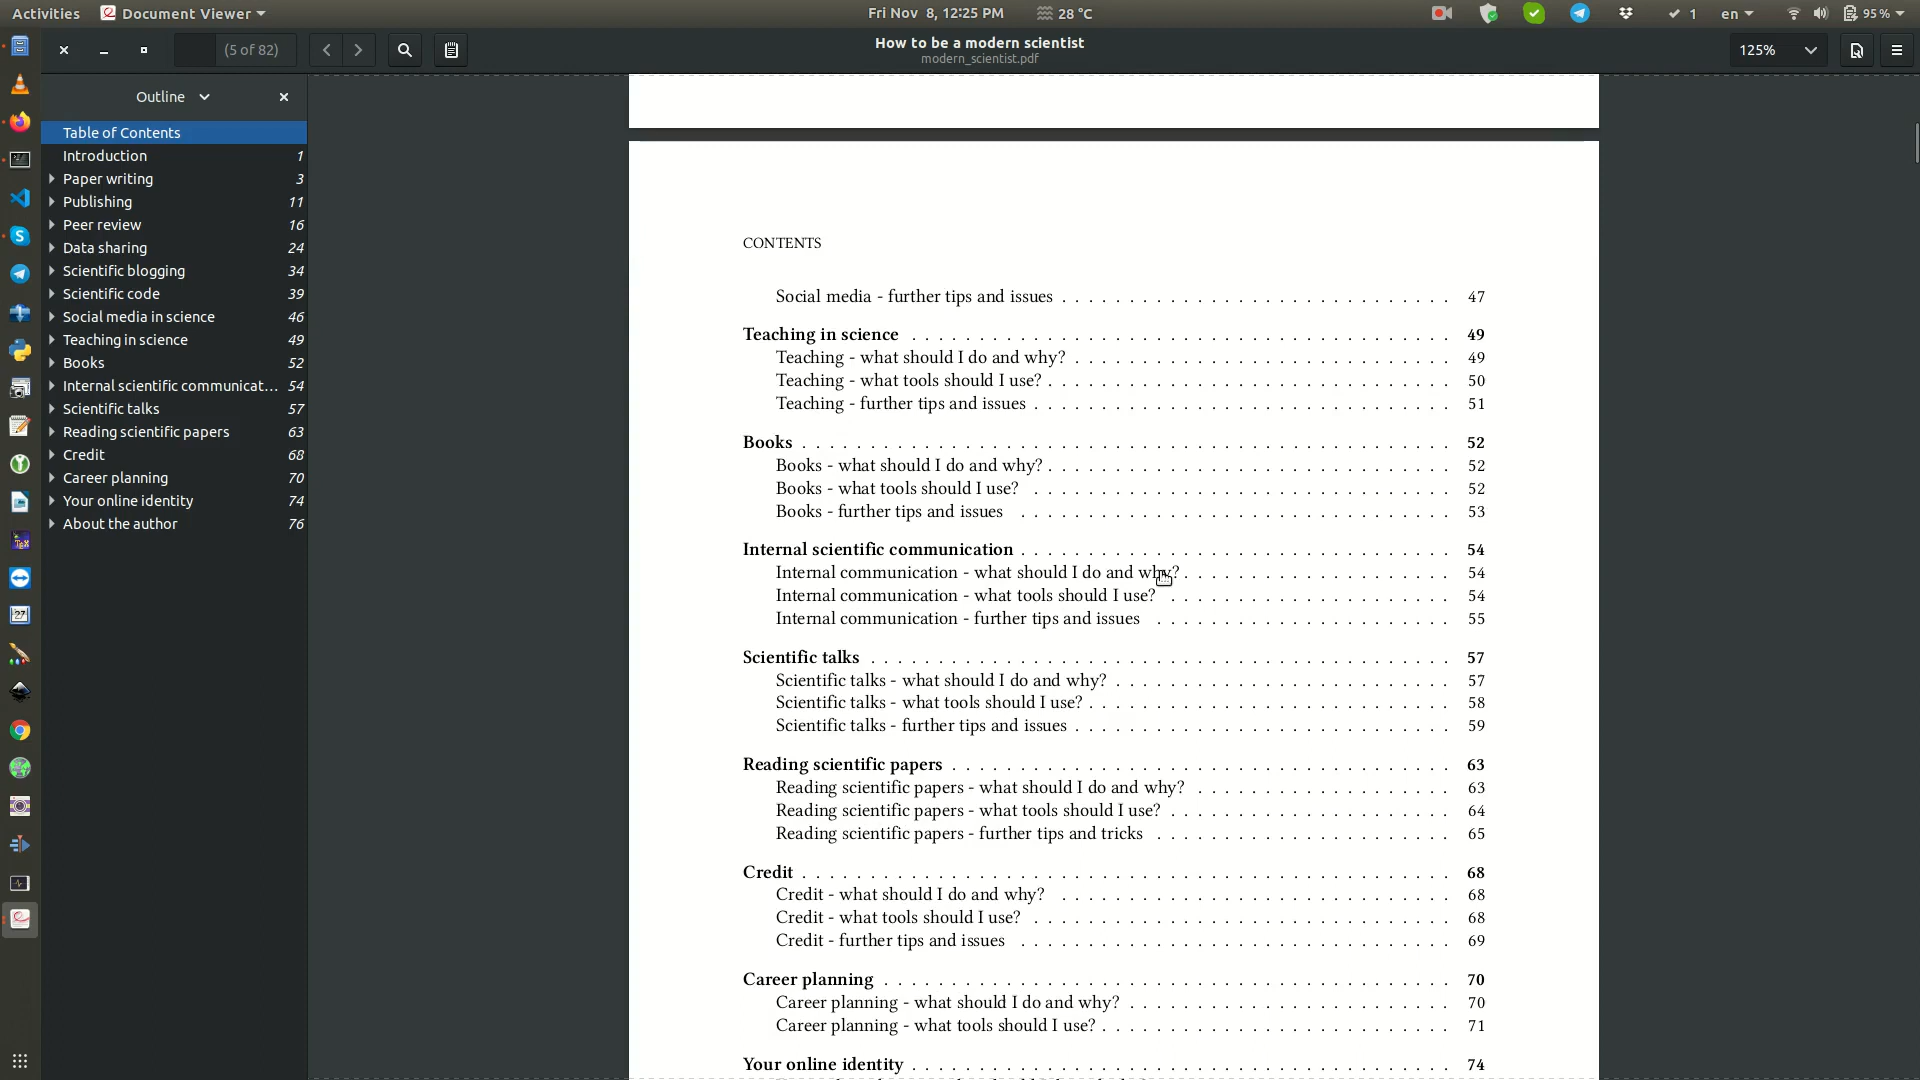 Activities Document Viewer Fri Nov 8, 12:25 PM 28 °C 1 en 95 %
(5 of 82) How to be a modern scientist 125%
modern_scientist.pdf
Outline
Table of Contents
Introduction 1
Paper writing 3
Publishing 11
Peer review 16
Data sharing 24
Scientific blogging 34
Scientific code 39
Social media in science 46
Teaching in science 49
Books 52
Internal scientific communicat... 54
Scientific talks 57
Reading scientific papers 63
Credit 68
Career planning 70
Your online identity 74
About the author 76
CONTENTS
Social media - further tips and issues 47
Teaching in science 49
Teaching - what should I do and why? 49
Teaching - what tools should I use? 50
Teaching - further tips and issues 51
Books 52
Books - what should I do and why? 52
Books - what tools should I use? 52
Books - further tips and issues 53
Internal scientific communication 54
Internal communication - what should I do and why? 54
Internal communication - what tools should I use? 54
Internal communication - further tips and issues 55
Scientific talks 57
Scientific talks - what should I do and why? 57
Scientific talks - what tools should I use? 58
Scientific talks - further tips and issues 59
Reading scientific papers 63
Reading scientific papers - what should I do and why? 63
Reading scientific papers - what tools should I use? 64
Reading scientific papers - further tips and tricks 65
Credit 68
Credit - what should I do and why? 68
Credit - what tools should I use? 68
Credit - further tips and issues 69
Career planning 70
Career planning - what should I do and why? 70
Career planning - what tools should I use? 71
Your online identity 74